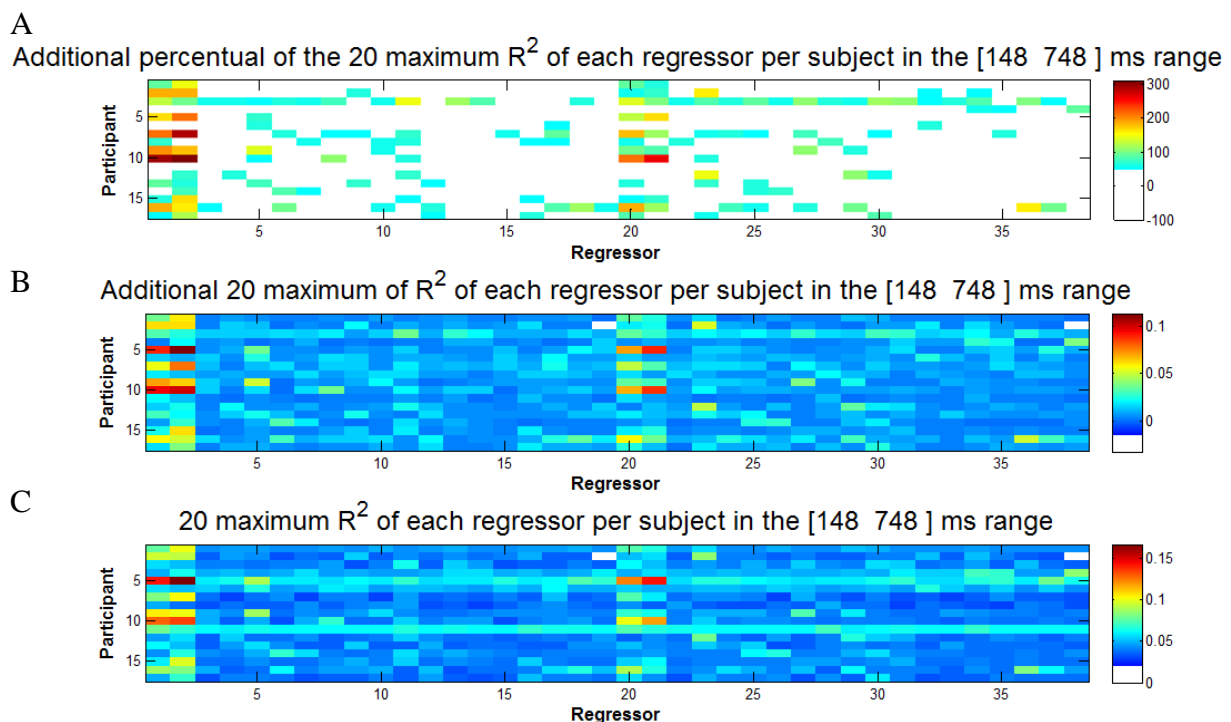 A
Additional percentual of the 20 maximum R² of each regressor per subject in the [148 748 ] ms range
300
200
100
0
-100
5
10
15
Participant
5 10 15 20 25 30 35
Regressor
B
Additional 20 maximum of R² of each regressor per subject in the [148 748 ] ms range
0.1
0.05
0
5
10
15
Participant
5 10 15 20 25 30 35
Regressor
C
20 maximum R² of each regressor per subject in the [148 748 ] ms range
0.15
0.1
0.05
0
5
10
15
Participant
5 10 15 20 25 30 35
Regressor